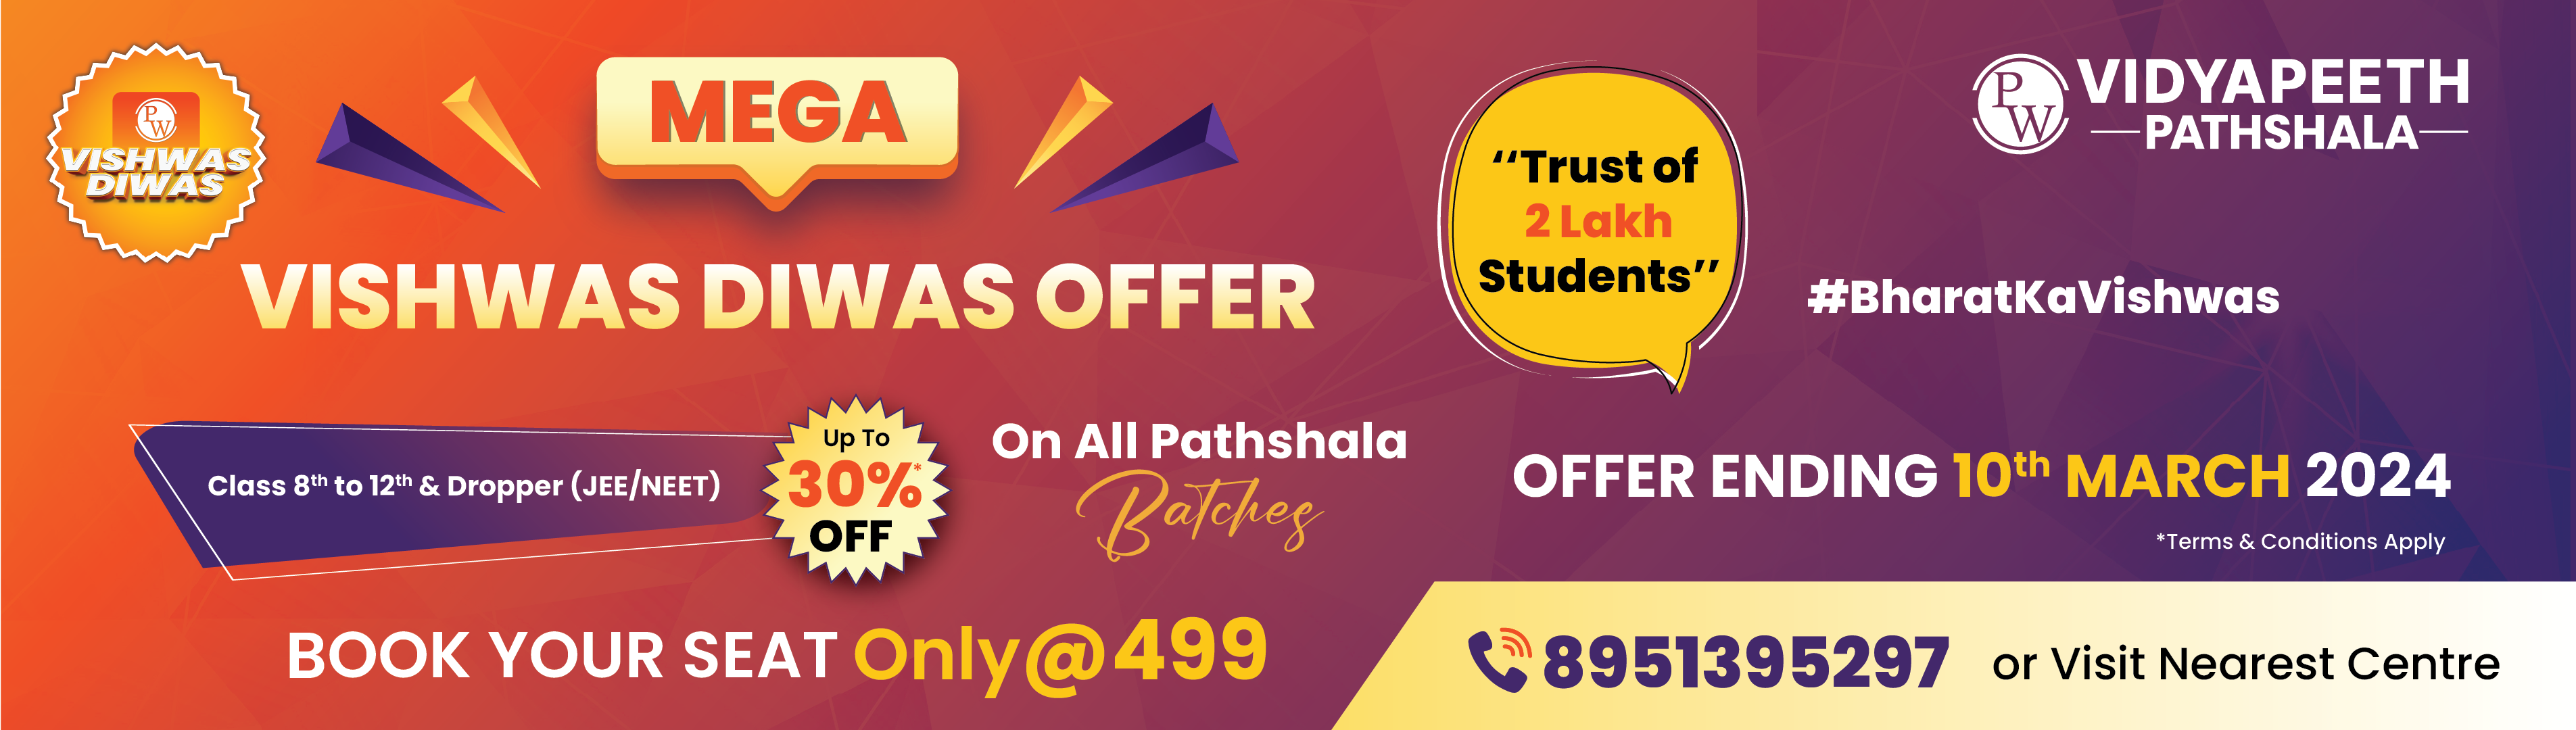 PW
VISHWAS
DIWAS
MEGA
VISHWAS DIWAS OFFER
Class 8th to 12th & Dropper (JEE/NEET)
Up To
30%*
OFF
On All Pathshala
Batches
BOOK YOUR SEAT Only@499
“Trust of
2 Lakh
Students”
PW VIDYAPEETH
PATHSHALA
#BharatKaVishwas
OFFER ENDING 10th MARCH 2024
*Terms & Conditions Apply
8951395297 or Visit Nearest Centre